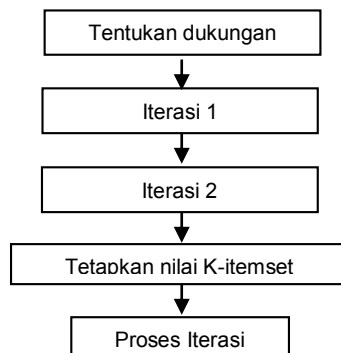 Tentukan dukungan
Iterasi 1
Iterasi 2
Tetapkan nilai K-itemset
Proses Iterasi